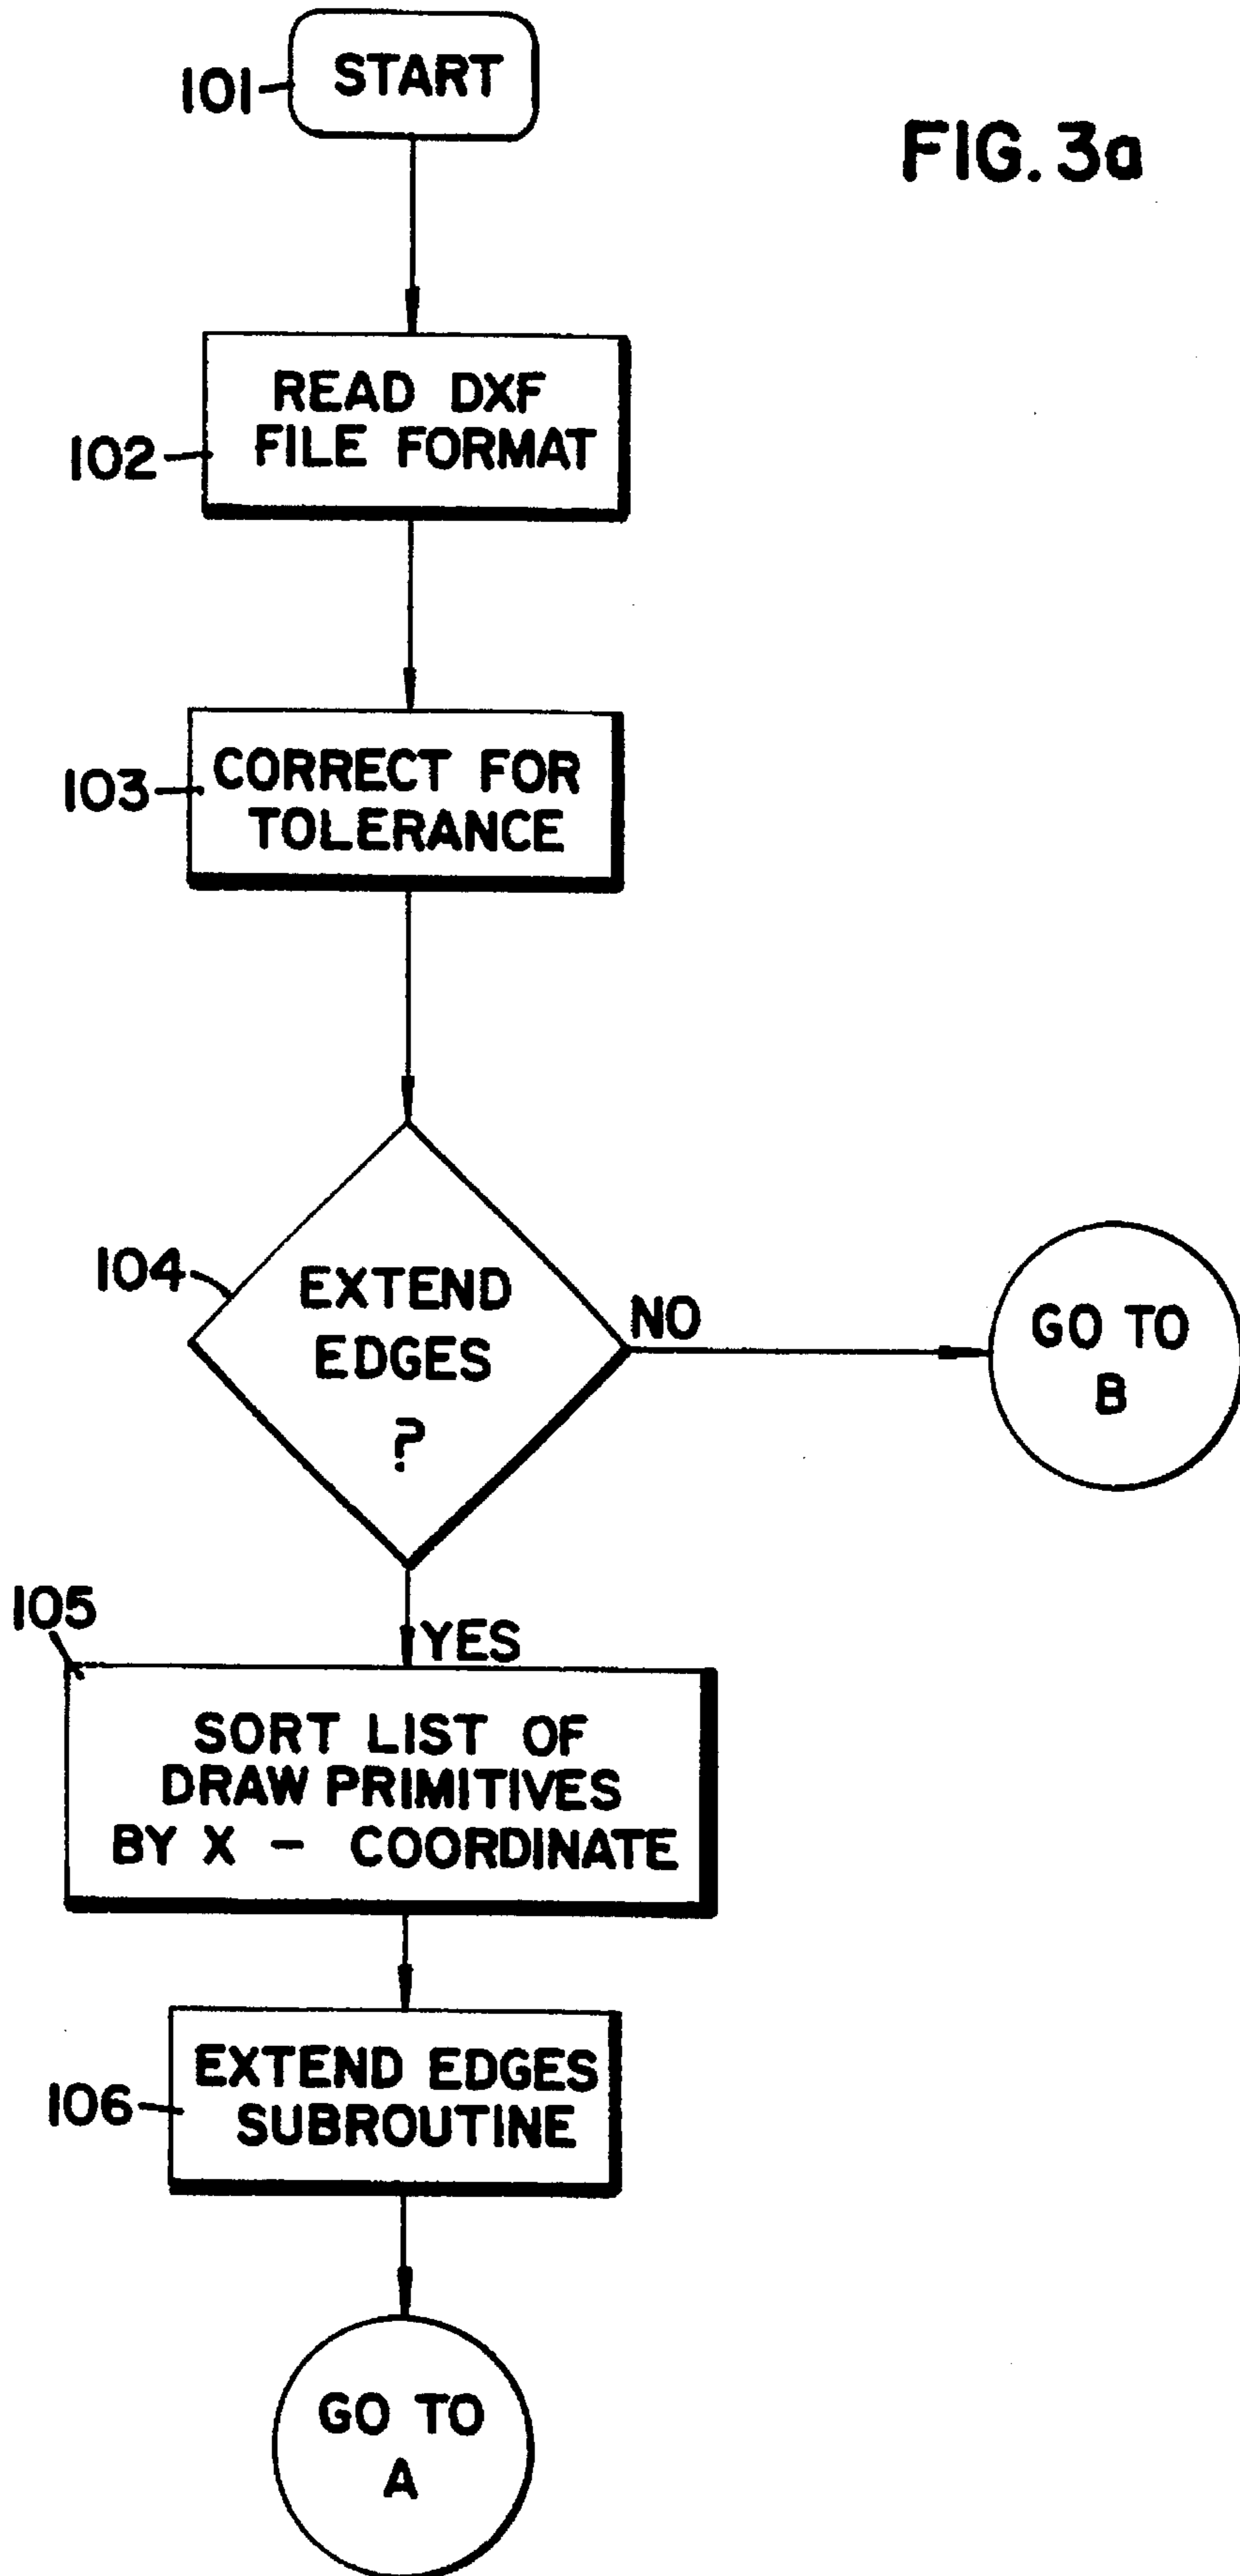 101
START
FIG. 3a
102
READ DXF
FILE FORMAT
103
CORRECT FOR
TOLERANCE
104
EXTEND
EDGES
?
NO
GO TO
B
YES
105
SORT LIST OF
DRAW PRIMITIVES
BY X - COORDINATE
106
EXTEND EDGES
SUBROUTINE
GO TO
A